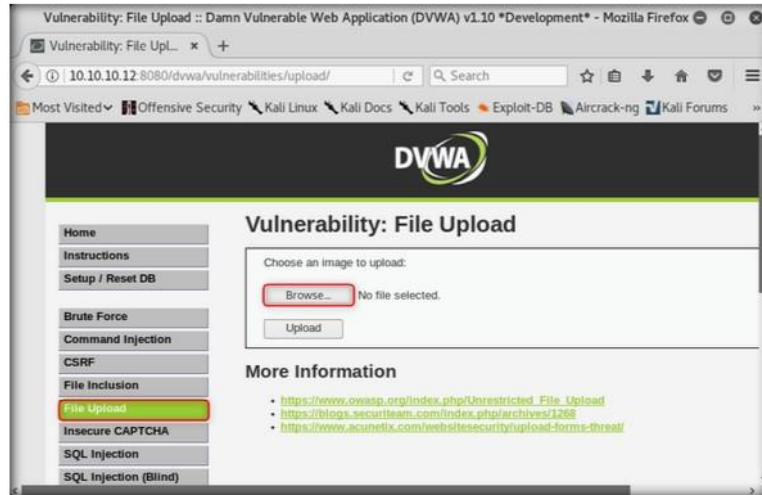 Vulnerability: File Upload :: Damn Vulnerable Web Application (DVWA) v1.10 *Development* - Mozilla Firefox
Vulnerability: File Upl...
10.10.10.12:8080/dvwa/vulnerabilities/upload/
Search
Most Visited
Offensive Security
Kali Linux
Kali Docs
Kali Tools
Exploit-DB
Aircrack-ng
Kali Forums
»
DVWA
Home
Instructions
Setup / Reset DB
Brute Force
Command Injection
CSRF
File Inclusion
File Upload
Insecure CAPTCHA
SQL Injection
SQL Injection (Blind)
Vulnerability: File Upload
Choose an image to upload:
Browse... No file selected.
Upload
More Information
https://www.owasp.org/index.php/Unrestricted_File_Upload
https://blogs.securiteam.com/index.php/archives/1268
https://www.acunetix.com/websitesecurity/upload-forms-threat/